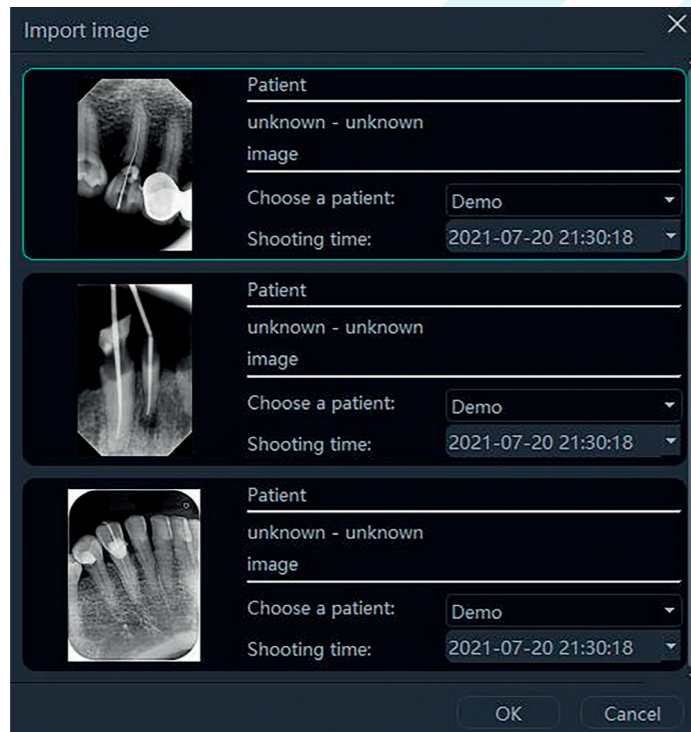 Import image
Patient
unknown - unknown
image
Choose a patient: Demo
Shooting time: 2021-07-20 21:30:18
Patient
unknown - unknown
image
Choose a patient: Demo
Shooting time: 2021-07-20 21:30:18
Patient
unknown - unknown
image
Choose a patient: Demo
Shooting time: 2021-07-20 21:30:18
OK Cancel